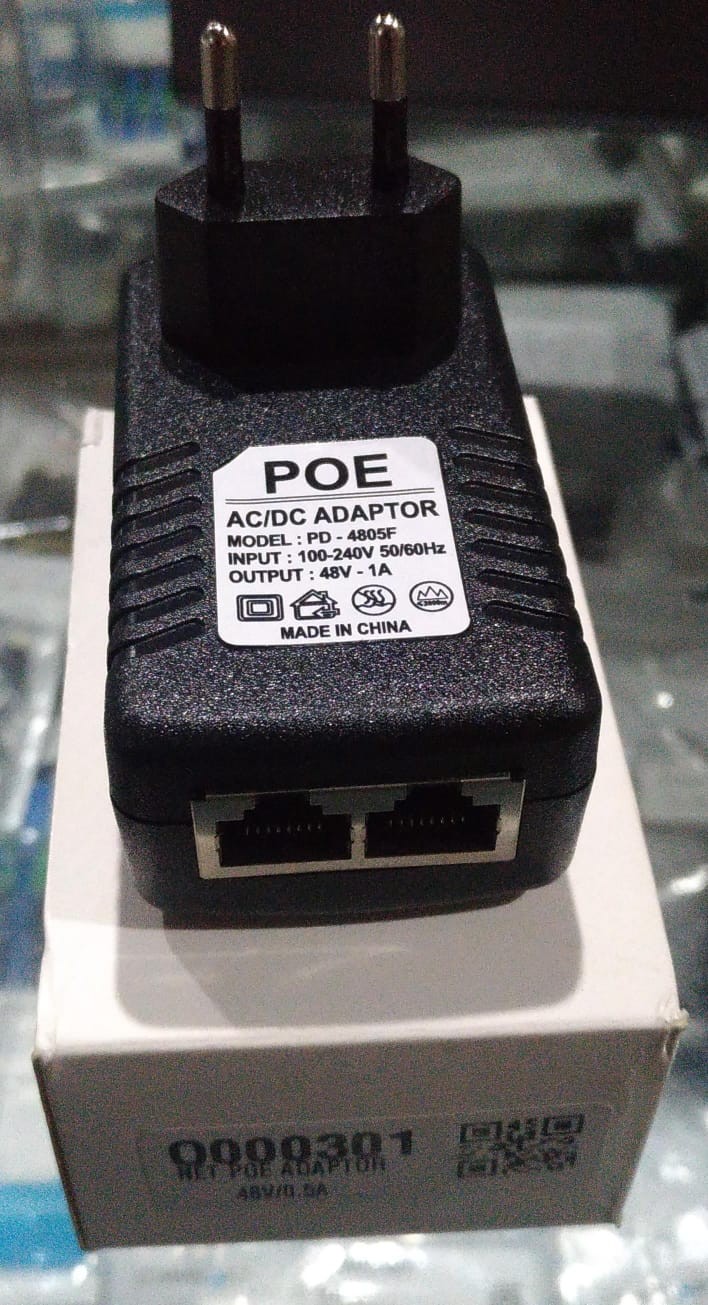 POE
AC/DC ADAPTOR
MODEL : PD - 4805F
INPUT : 100-240V 50/60Hz
OUTPUT : 48V - 1A
MADE IN CHINA
O000301
NET POE ADAPTOR
48V/0.5A